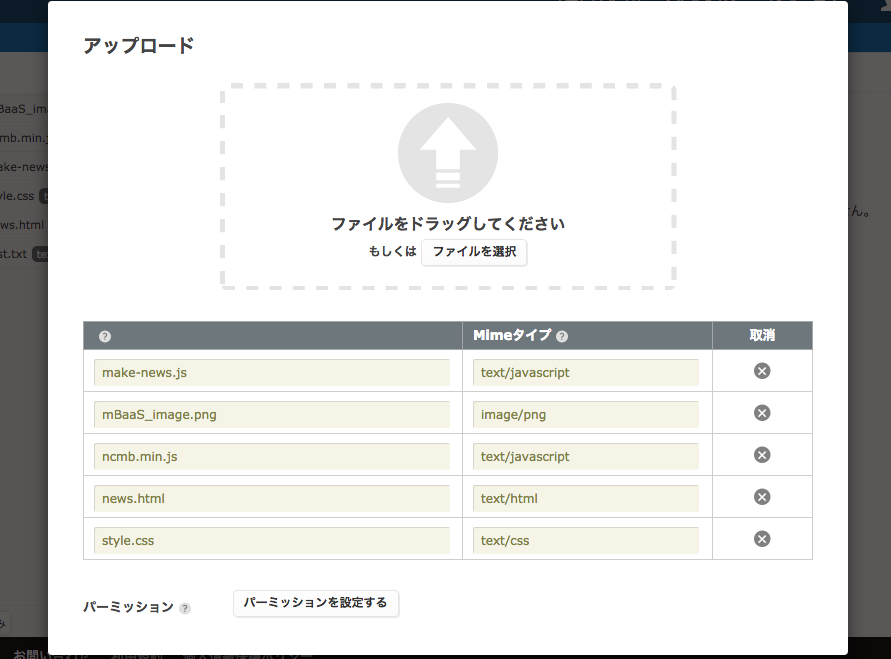 アップロード
ファイルをドラッグしてください
もしくは ファイルを選択
? Mimeタイプ ? 取消
make-news.js text/javascript
mBaaS_image.png image/png
ncmb.min.js text/javascript
news.html text/html
style.css text/css
パーミッション ? パーミッションを設定する